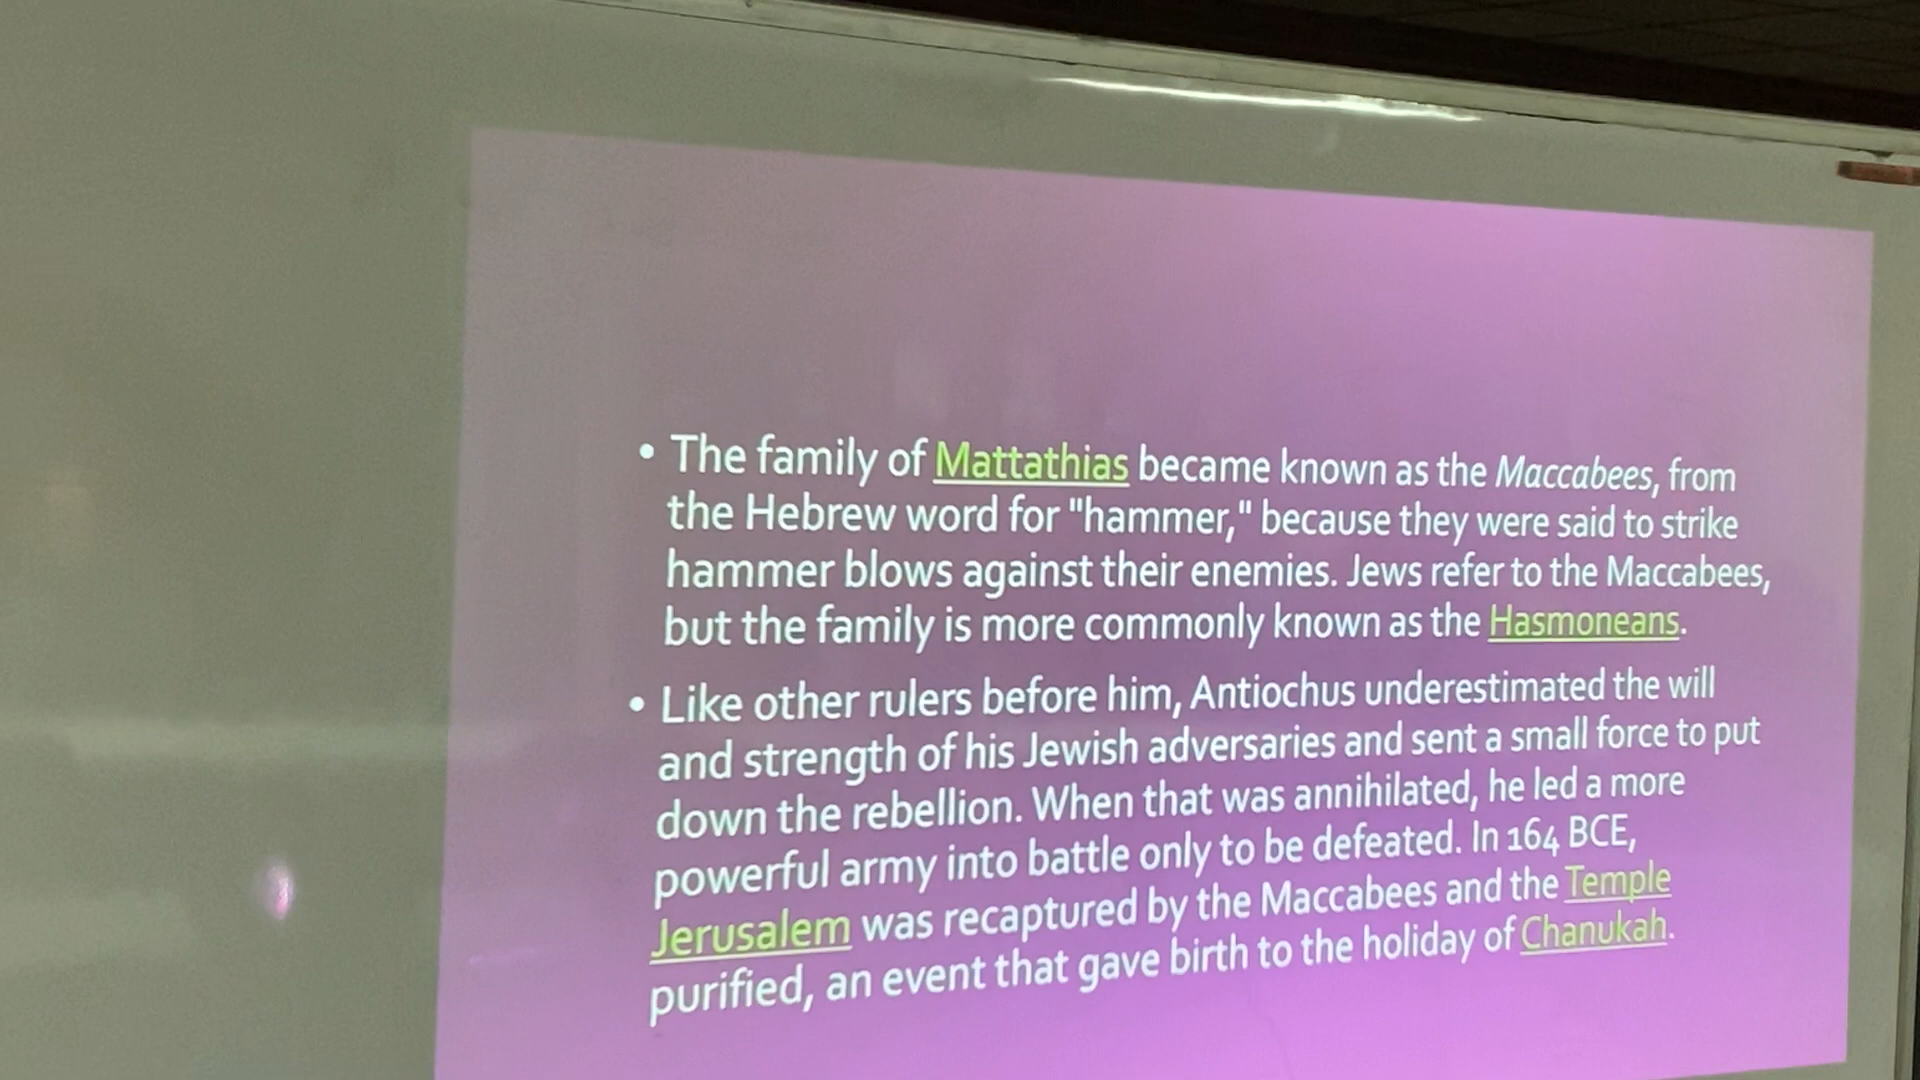 • The family of Mattathias became known as the Maccabees, from
the Hebrew word for "hammer," because they were said to strike
hammer blows against their enemies. Jews refer to the Maccabees,
but the family is more commonly known as the Hasmoneans.
• Like other rulers before him, Antiochus underestimated the will
and strength of his Jewish adversaries and sent a small force to put
down the rebellion. When that was annihilated, he led a more
powerful army into battle only to be defeated. In 164 BCE,
Jerusalem was recaptured by the Maccabees and the Temple
purified, an event that gave birth to the holiday of Chanukah.